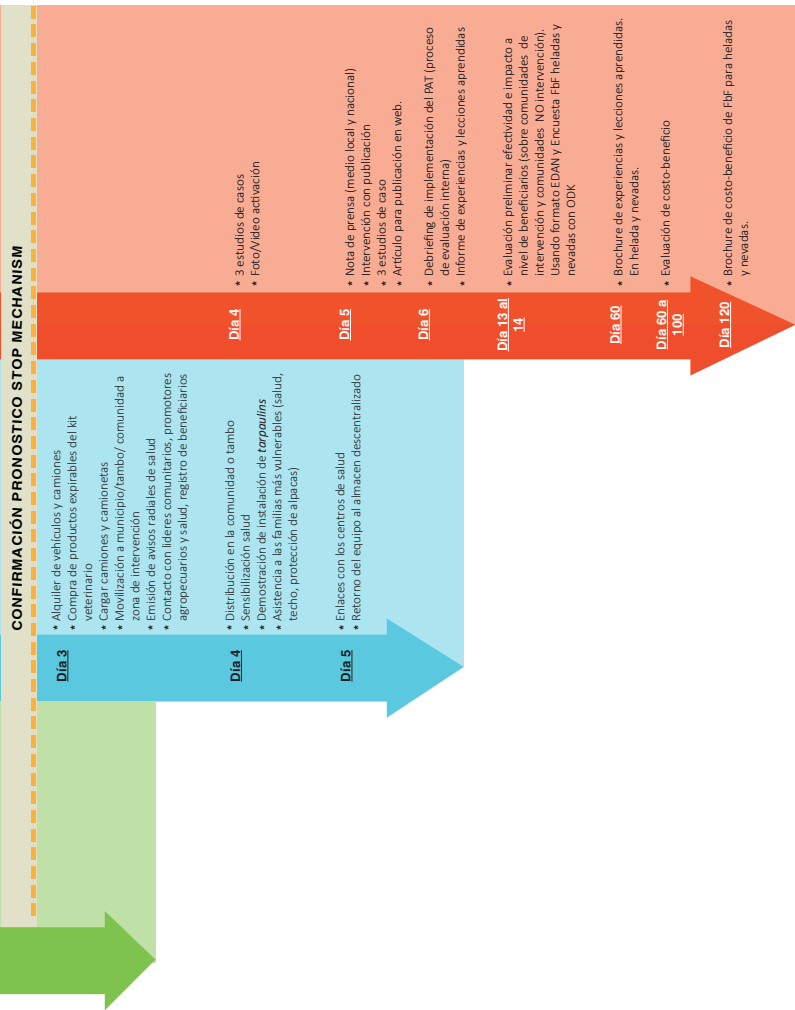 CONFIRMACIÓN PRONOSTICO STOP MECHANISM
Día 3
* Alquiler de vehículos y camiones
* Compra de productos expirables del kit
veterinario
* Cargar camiones y camionetas
* Movilización a municipio/tambo/ comunidad a
zona de intervención
* Emisión de avisos radiales de salud
* Contacto con lideres comunitarios, promotores
agropecuarios y salud, registro de beneficiarios
Día 4
* Distribución en la comunidad o tambo
* Sensibilización salud
* Demostración de instalación de tarpaulins
* Asistencia a las familias más vulnerables (salud,
techo, protección de alpacas)
Día 5
* Enlaces con los centros de salud
* Retorno del equipo al almacen descentralizado
Día 4
* 3 estudios de casos
* Foto/Video activación
Día 5
* Nota de prensa (medio local y nacional)
* Intervención con publicación
* 3 estudios de caso
* Artículo para publicación en web.
Día 6
* Debriefing de implementación del PAT (proceso
de evaluación interna)
* Informe de experiencias y lecciones aprendidas
Día 13 al
14
* Evaluación preliminar efectividad e impacto a
nivel de beneficiarios (sobre comunidades de
intervención y comunidades NO intervención).
Usando formato EDAN y Encuesta FbF heladas y
nevadas con ODK
Día 60
* Brochure de experiencias y lecciones aprendidas.
En helada y nevadas.
Día 60 a
100
* Evaluación de costo-beneficio
Día 120
* Brochure de costo-beneficio de FbF para heladas
y nevadas.